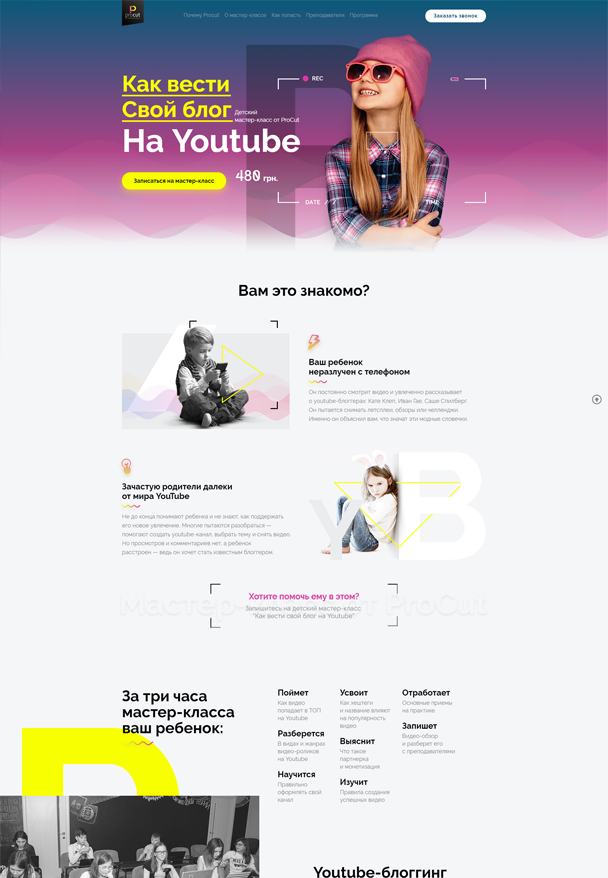 procut
Почему Procut О мастер-классе Как попасть Преподаватели Программа
Заказать звонок
Как вести
Свой блог
Детский
мастер-класс от ProCut
На Youtube
Записаться на мастер-класс
480 грн.
REC
DATE / /
TIME
Вам это знакомо?
Ваш ребенок
неразлучен с телефоном
Он постоянно смотрит видео и увлеченно рассказывает
о youtube-блоггерах: Кате Клеп, Иван Гае, Саше Спилберг.
Он пытается снимать летсплеи, обзоры или челленджи.
Именно он объяснил вам, что значат эти модные словечки.
Зачастую родители далеки
от мира YouTube
Не до конца понимают ребенка и не знают, как поддержать
его новое увлечение. Многие пытаются разобраться —
помогают создать youtube-канал, выбрать тему и снять видео.
Но просмотров и комментариев нет, а ребенок
расстроен — ведь он хочет стать известным блоггером.
YB
Мастер-класс от ProCut
Хотите помочь ему в этом?
Запишитесь на детский мастер-класс
"Как вести свой блог на Youtube"
За три часа
мастер-класса
ваш ребенок:
Поймет
Как видео
попадает в ТОП
на Youtube
Разберется
В видах и жанрах
видео-роликов
на Youtube
Научится
Правильно
оформлять свой
канал
Усвоит
Как хештеги
и название влияют
на популярность
видео
Выяснит
Что такое
партнерка
и монетизация
Изучит
Правила создания
успешных видео
Отработает
Основные приемы
на практике
Запишет
Видео-обзор
и разберет его
с преподавателями
Youtube-блоггинг